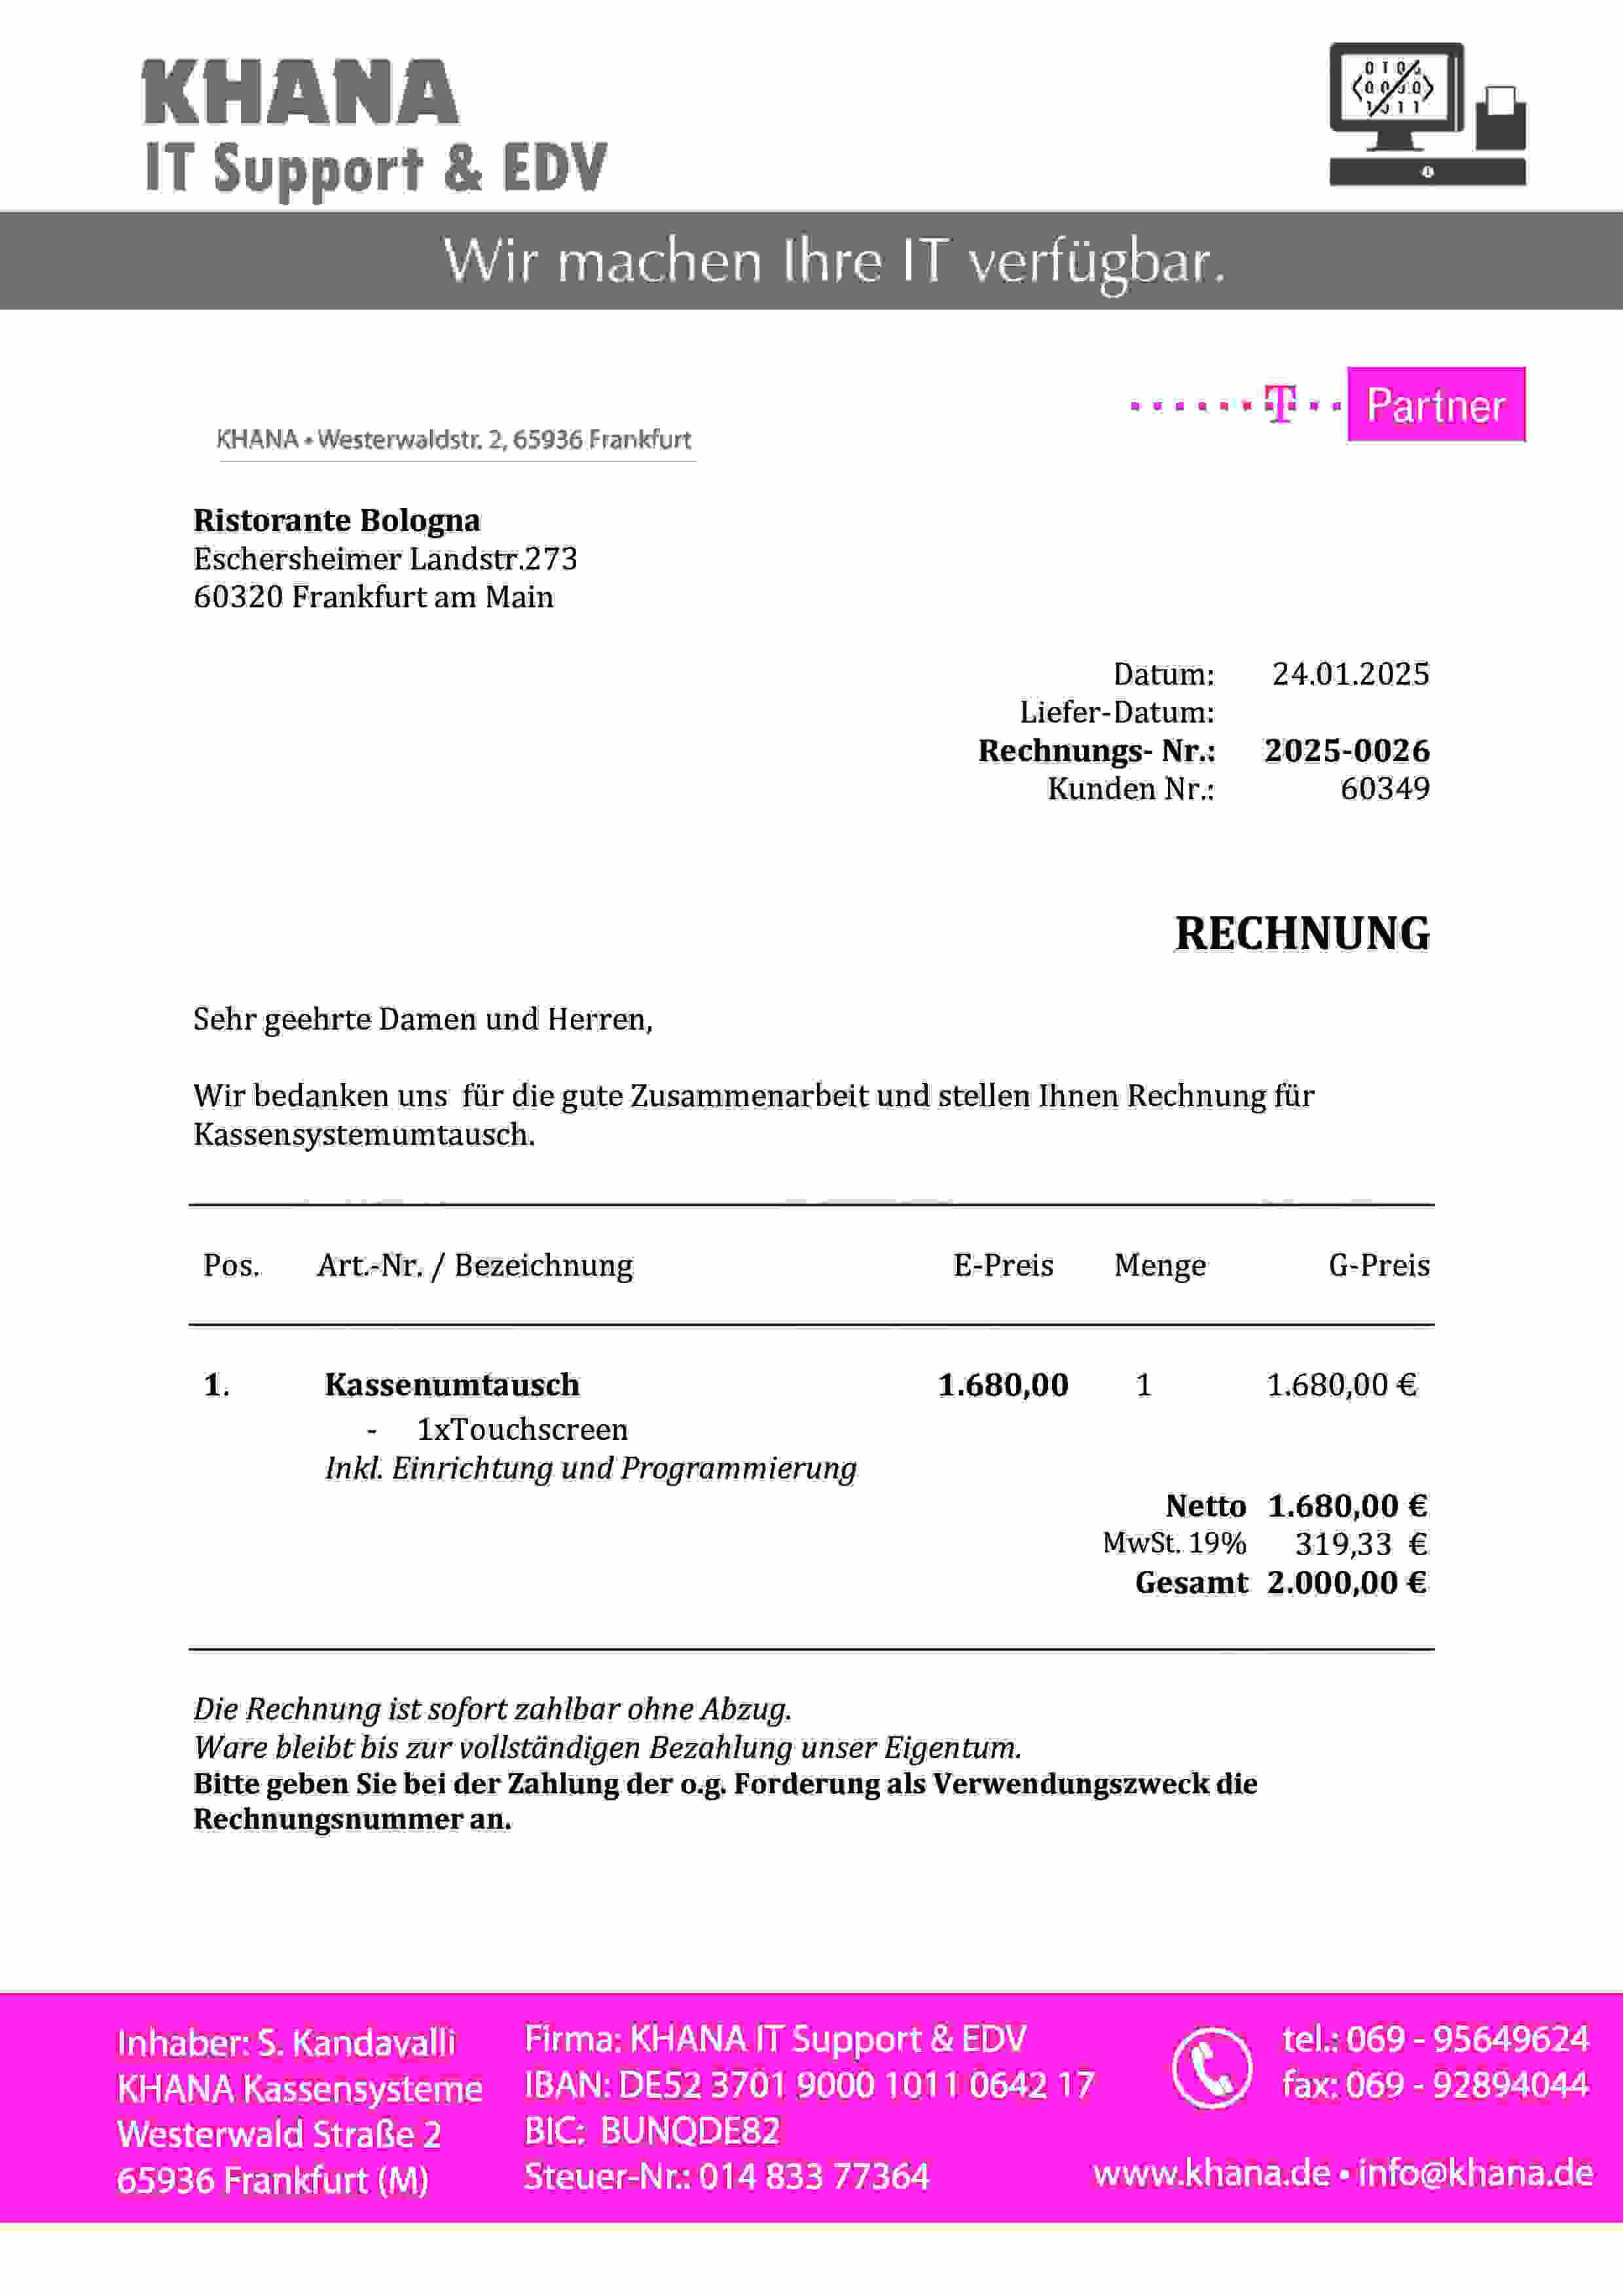 KHANA
IT Support & EDV
Wir machen Ihre IT verfügbar.
T Partner
KHANA • Westerwaldstr. 2, 65936 Frankfurt
Ristorante Bologna
Eschersheimer Landstr.273
60320 Frankfurt am Main
Datum: 24.01.2025
Liefer-Datum:
Rechnungs- Nr.: 2025-0026
Kunden Nr.: 60349
RECHNUNG
Sehr geehrte Damen und Herren,
Wir bedanken uns für die gute Zusammenarbeit und stellen Ihnen Rechnung für
Kassensystemumtausch.
Pos. Art.-Nr. / Bezeichnung E-Preis Menge G-Preis
1. Kassenumtausch 1.680,00 1 1.680,00 €
- 1xTouchscreen
Inkl. Einrichtung und Programmierung
Netto 1.680,00 €
MwSt. 19% 319,33 €
Gesamt 2.000,00 €
Die Rechnung ist sofort zahlbar ohne Abzug.
Ware bleibt bis zur vollständigen Bezahlung unser Eigentum.
Bitte geben Sie bei der Zahlung der o.g. Forderung als Verwendungszweck die
Rechnungsnummer an.
Inhaber: S. Kandavalli
KHANA Kassensysteme
Westerwald Straße 2
65936 Frankfurt (M)
Firma: KHANA IT Support & EDV
IBAN: DE52 3701 9000 1011 0642 17
BIC: BUNQDE82
Steuer-Nr.: 014 833 77364
tel.: 069 - 95649624
fax: 069 - 92894044
www.khana.de • info@khana.de